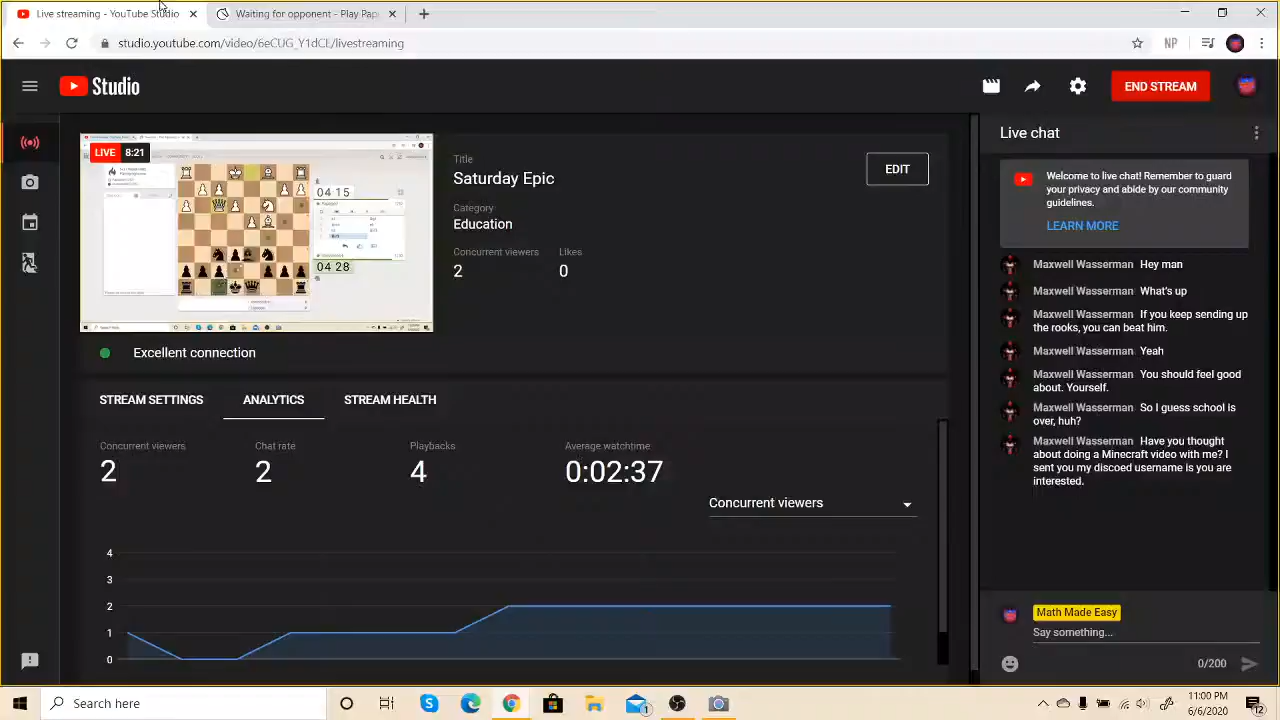 Live streaming - YouTube Studio
Waiting for opponent - Play Pap
studio.youtube.com/video/6eCUG_Y1dCE/livestreaming
NP
Studio
END STREAM
LIVE 8:21
04:15
04 28
Title
Saturday Epic
EDIT
Category:
Education
Concurrent viewers
Likes
2
0
Excellent connection
STREAM SETTINGS
ANALYTICS
STREAM HEALTH
Concurrent viewers
Chat rate
Playbacks
Average watchtime
2
2
4
0:02:37
Concurrent viewers
4
3
2
1
0
Live chat
Welcome to live chat! Remember to guard
your privacy and abide by our community
guidelines.
LEARN MORE
Maxwell Wasserman Hey man
Maxwell Wasserman What's up
Maxwell Wasserman If you keep sending up
the rooks, you can beat him.
Maxwell Wasserman Yeah
Maxwell Wasserman You should feel good
about. Yourself.
Maxwell Wasserman So I guess school is
over, huh?
Maxwell Wasserman Have you thought
about doing a Minecraft video with me? I
sent you my discord username is you are
interested.
Math Made Easy
Say something...
0/200
Type here to search
11:00 PM
6/6/2020
1
12